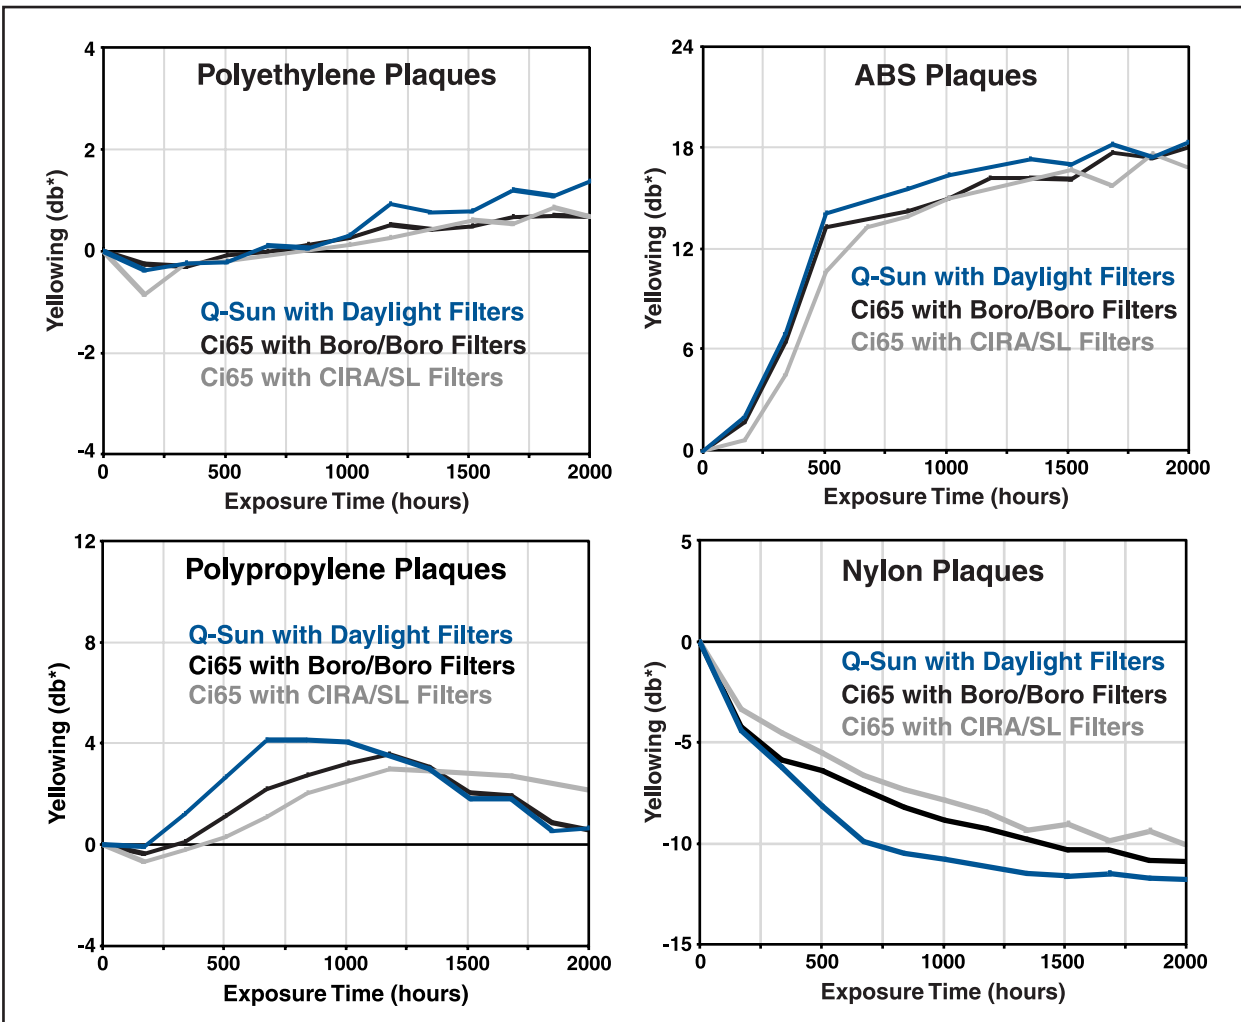 Polyethylene Plaques
4
2
0
-2
-4
Yellowing (db*)
Q-Sun with Daylight Filters
Ci65 with Boro/Boro Filters
Ci65 with CIRA/SL Filters
0 500 1000 1500 2000
Exposure Time (hours)
ABS Plaques
24
18
12
6
0
Yellowing (db*)
Q-Sun with Daylight Filters
Ci65 with Boro/Boro Filters
Ci65 with CIRA/SL Filters
0 500 1000 1500 2000
Exposure Time (hours)
Polypropylene Plaques
12
8
4
0
-4
Yellowing (db*)
Q-Sun with Daylight Filters
Ci65 with Boro/Boro Filters
Ci65 with CIRA/SL Filters
0 500 1000 1500 2000
Exposure Time (hours)
Nylon Plaques
5
0
-5
-10
-15
Yellowing (db*)
Q-Sun with Daylight Filters
Ci65 with Boro/Boro Filters
Ci65 with CIRA/SL Filters
0 500 1000 1500 2000
Exposure Time (hours)